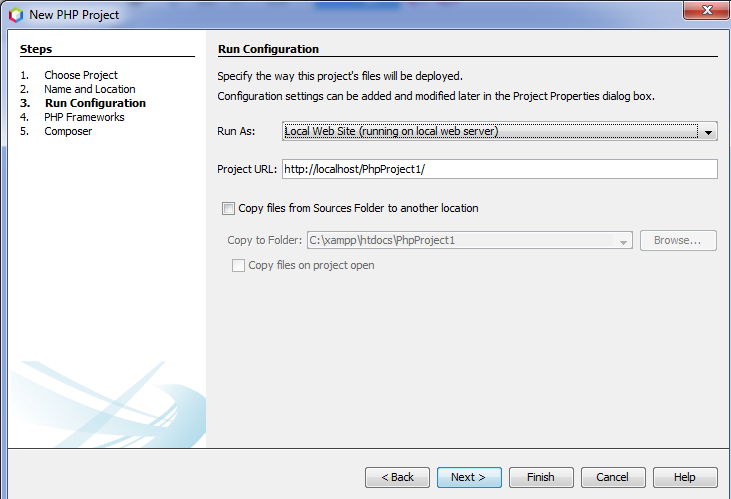 New PHP Project
Steps
1. Choose Project
2. Name and Location
3. Run Configuration
4. PHP Frameworks
5. Composer
Run Configuration
Specify the way this project's files will be deployed.
Configuration settings can be added and modified later in the Project Properties dialog box.
Run As: Local Web Site (running on local web server)
Project URL: http://localhost/PhpProject1/
Copy files from Sources Folder to another location
Copy to Folder: C:\xampp\htdocs\PhpProject1 Browse...
Copy files on project open
< Back Next > Finish Cancel Help